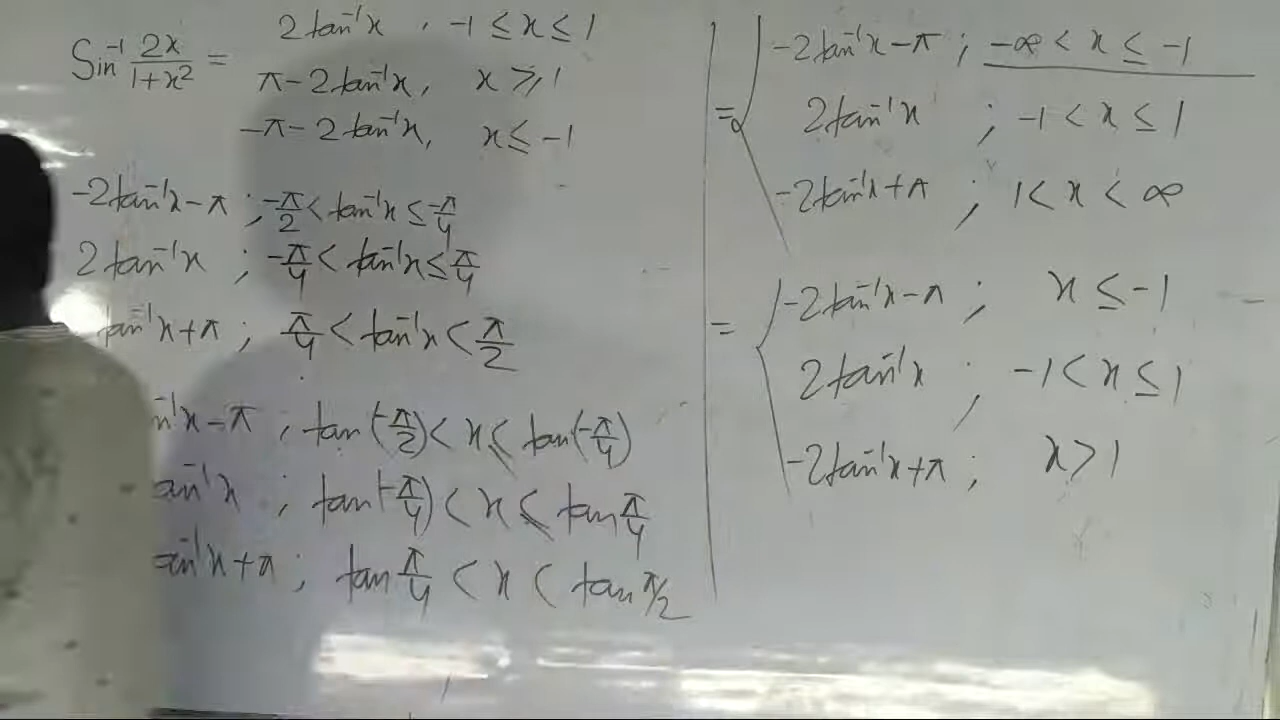 Sin⁻¹ 2x/(1+x²) = 2tan⁻¹x , -1 ≤ x ≤ 1
π-2tan⁻¹x, x ≥ 1
-π-2tan⁻¹x, x ≤ -1
-2tan⁻¹x-π ; -π/2 < tan⁻¹x ≤ -π/4
2tan⁻¹x ; -π/4 < tan⁻¹x ≤ π/4
tan⁻¹x+π ; π/4 < tan⁻¹x < π/2
n⁻¹x-π ; tan(-π/2) < x ≤ tan(-π/4)
an⁻¹x ; tan(-π/4) < x ≤ tan π/4
an⁻¹x+π ; tan π/4 < x < tan π/2
= -2tan⁻¹x-π ; -∞ < x ≤ -1
2tan⁻¹x ; -1 < x ≤ 1
-2tan⁻¹x+π ; 1 < x < ∞
= -2tan⁻¹x-π ; x ≤ -1
2tan⁻¹x ; -1 < x ≤ 1
-2tan⁻¹x+π ; x > 1